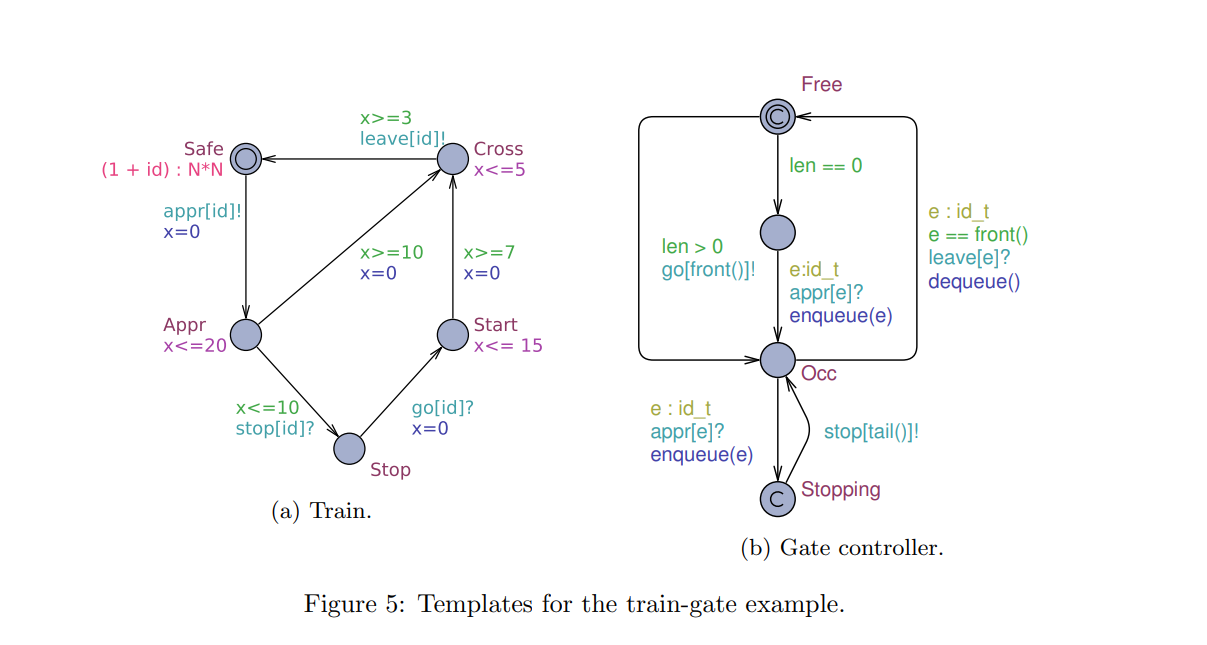 Safe
(1 + id) : N*N
x>=3
leave[id]!
Cross
x<=5
appr[id]!
x=0
x>=10
x=0
x>=7
x=0
Appr
x<=20
Start
x<= 15
x<=10
stop[id]?
go[id]?
x=0
Stop
(a) Train.
Free
C
len == 0
len > 0
go[front()]!
e:id_t
appr[e]?
enqueue(e)
e : id_t
e == front()
leave[e]?
dequeue()
Occ
e : id_t
appr[e]?
enqueue(e)
stop[tail()]!
C
Stopping
(b) Gate controller.
Figure 5: Templates for the train-gate example.